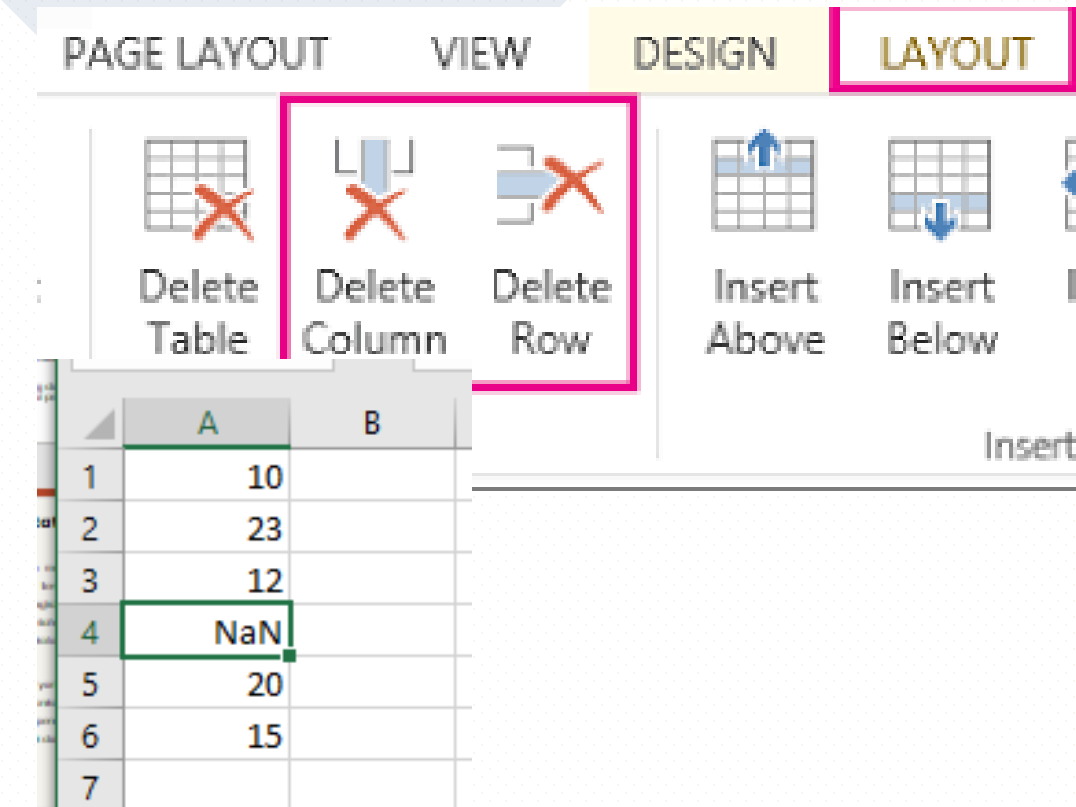 PAGE LAYOUT VIEW DESIGN LAYOUT
Delete Table
Delete Column
Delete Row
Insert Above
Insert Below
Insert
A B
1 10
2 23
3 12
4 NaN
5 20
6 15
7